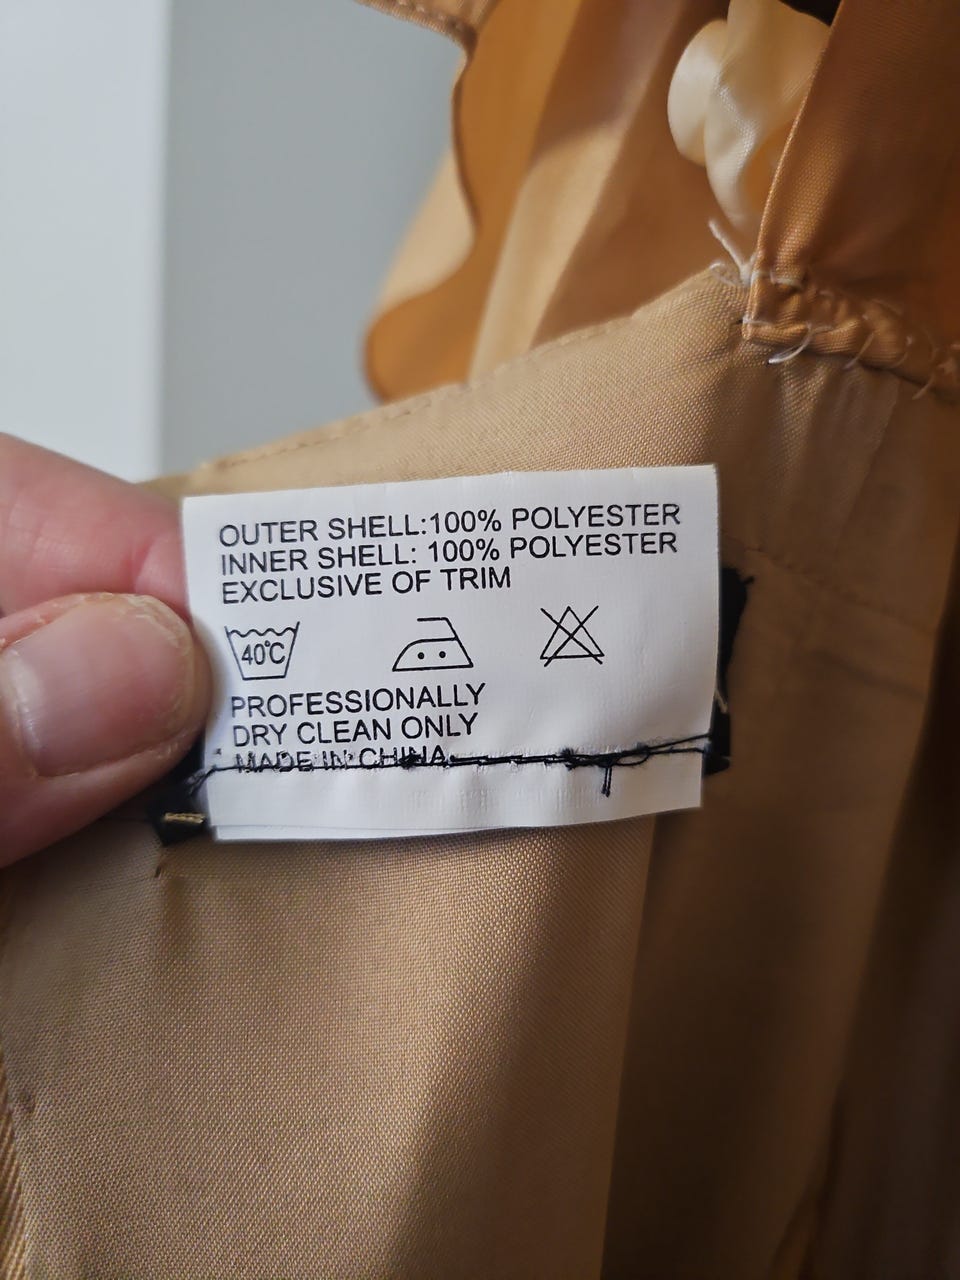 OUTER SHELL:100% POLYESTER
INNER SHELL: 100% POLYESTER
EXCLUSIVE OF TRIM
40°C
PROFESSIONALLY
DRY CLEAN ONLY
MADE IN CHINA